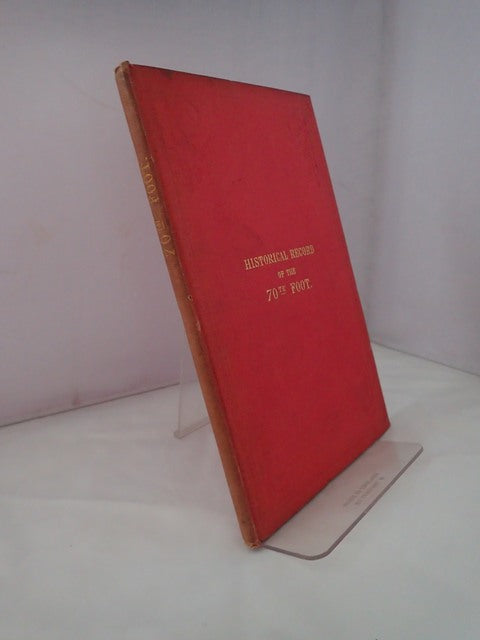 HISTORICAL RECORD
OF THE
70TH FOOT.
70TH FOOT.